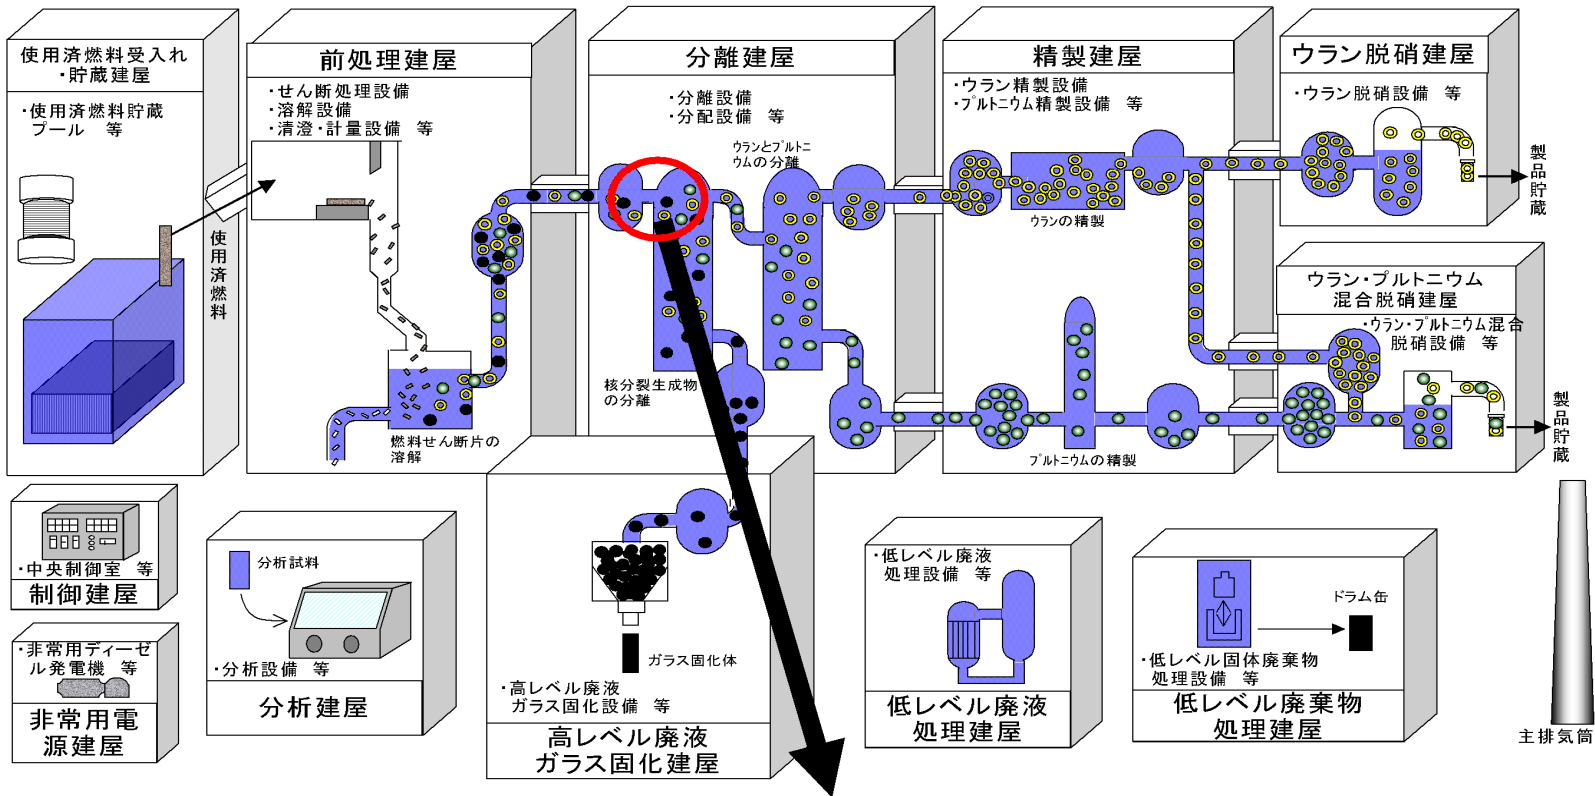 使用済燃料受入れ
・貯蔵建屋
・使用済燃料貯蔵
プール 等
使用済燃料
前処理建屋
・せん断処理設備
・溶解設備
・清澄・計量設備 等
燃料せん断片の
溶解
分離建屋
・分離設備
・分配設備 等
ウランとプルトニ
ウムの分離
核分裂生成物
の分離
精製建屋
・ウラン精製設備
・プルトニウム精製設備 等
ウランの精製
プルトニウムの精製
ウラン脱硝建屋
・ウラン脱硝設備 等
製品貯蔵
ウラン・プルトニウム
混合脱硝建屋
・ウラン・プルトニウム混合
脱硝設備 等
製品貯蔵
・中央制御室 等
制御建屋
・非常用ディーゼ
ル発電機 等
非常用電
源建屋
分析試料
・分析設備 等
分析建屋
ガラス固化体
・高レベル廃液
ガラス固化設備 等
高レベル廃液
ガラス固化建屋
・低レベル廃液
処理設備 等
低レベル廃液
処理建屋
ドラム缶
・低レベル固体廃棄物
処理設備 等
低レベル廃棄物
処理建屋
主排気筒